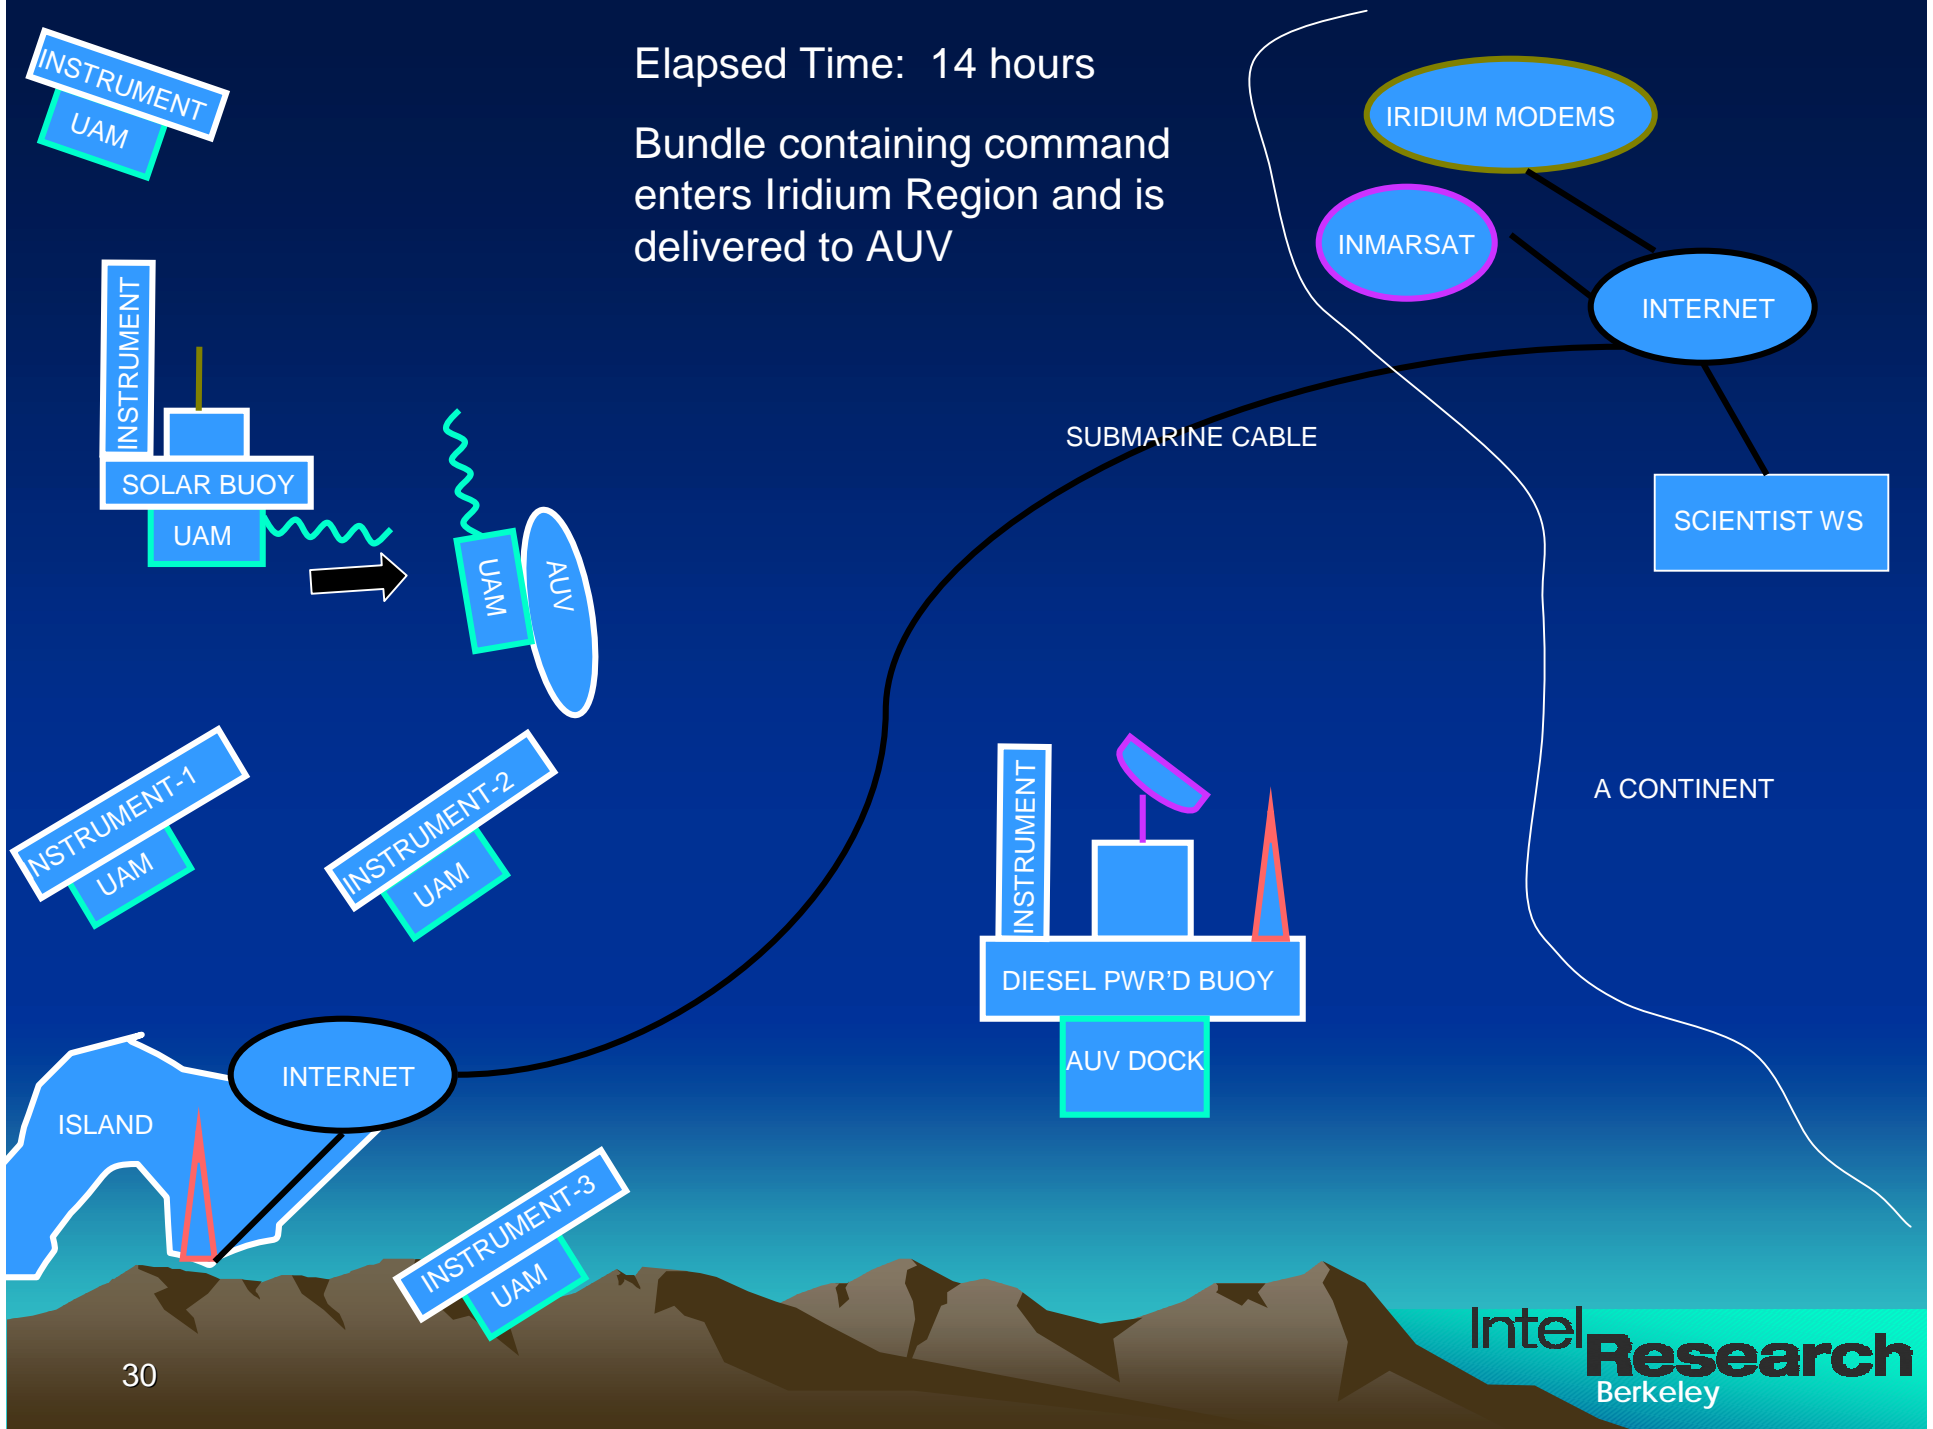 Elapsed Time: 14 hours
Bundle containing command
enters Iridium Region and is
delivered to AUV
INSTRUMENT
UAM
IRIDIUM MODEMS
INMARSAT
INTERNET
INSTRUMENT
SOLAR BUOY
UAM
SUBMARINE CABLE
SCIENTIST WS
UAM
AUV
NSTRUMENT-1
UAM
INSTRUMENT-2
UAM
INSTRUMENT
A CONTINENT
DIESEL PWR'D BUOY
AUV DOCK
INTERNET
ISLAND
INSTRUMENT-3
UAM
Intel
Research
Berkeley
30